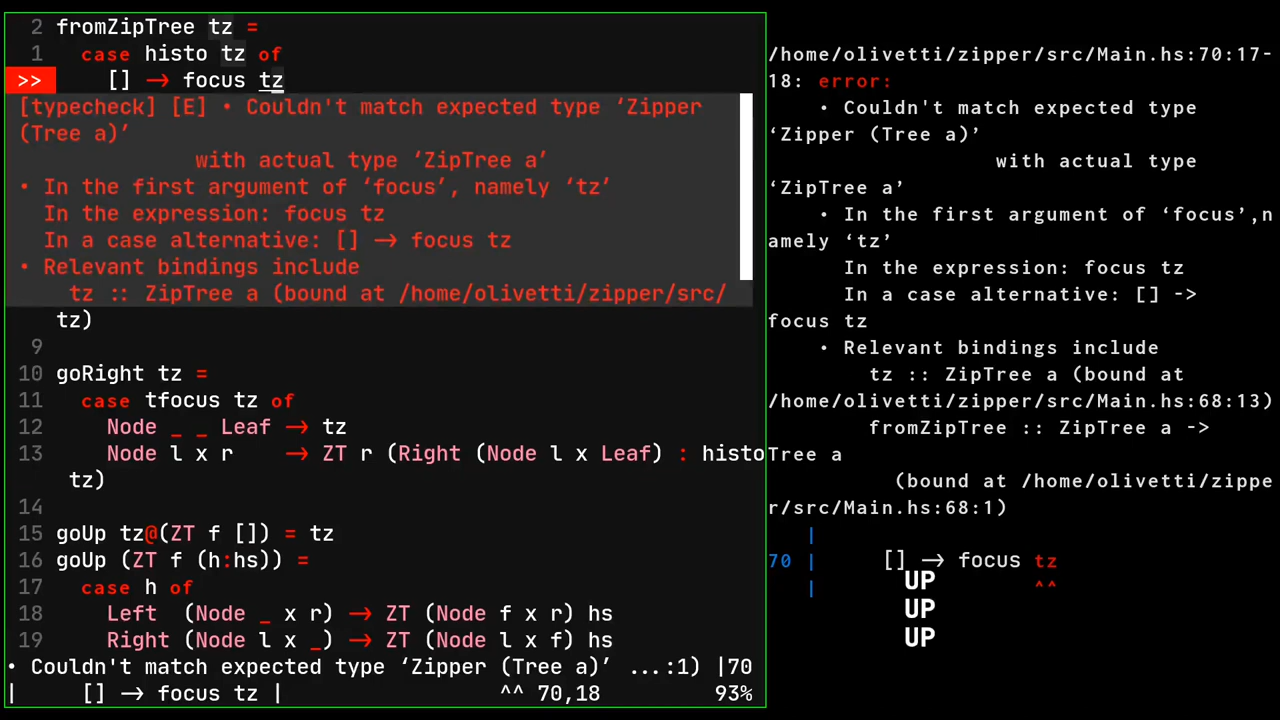 2 fromZipTree tz =
1 case histo tz of
>> [] → focus tz
[typecheck] [E] • Couldn't match expected type ‘Zipper
(Tree a)’
with actual type ‘ZipTree a’
• In the first argument of ‘focus’, namely ‘tz’
In the expression: focus tz
In a case alternative: [] → focus tz
• Relevant bindings include
tz :: ZipTree a (bound at /home/olivetti/zipper/src/
tz)
9
10 goRight tz =
11 case tfocus tz of
12 Node _ _ Leaf → tz
13 Node l x r → ZT r (Right (Node l x Leaf) : histo
tz)
14
15 goUp tz@(ZT f []) = tz
16 goUp (ZT f (h:hs)) =
17 case h of
18 Left (Node _ x r) → ZT (Node f x r) hs
19 Right (Node l x _) → ZT (Node l x f) hs
• Couldn't match expected type ‘Zipper (Tree a)’ ...:1) |70
| [] → focus tz | ^^ 70,18 93%
/home/olivetti/zipper/src/Main.hs:70:17-
18: error:
• Couldn't match expected type
‘Zipper (Tree a)’
with actual type
‘ZipTree a’
• In the first argument of ‘focus’,n
amely ‘tz’
In the expression: focus tz
In a case alternative: [] ->
focus tz
• Relevant bindings include
tz :: ZipTree a (bound at
/home/olivetti/zipper/src/Main.hs:68:13)
fromZipTree :: ZipTree a ->
Tree a
(bound at /home/olivetti/zippe
r/src/Main.hs:68:1)
|
70 | [] → focus tz
| ^^
UP
UP
UP